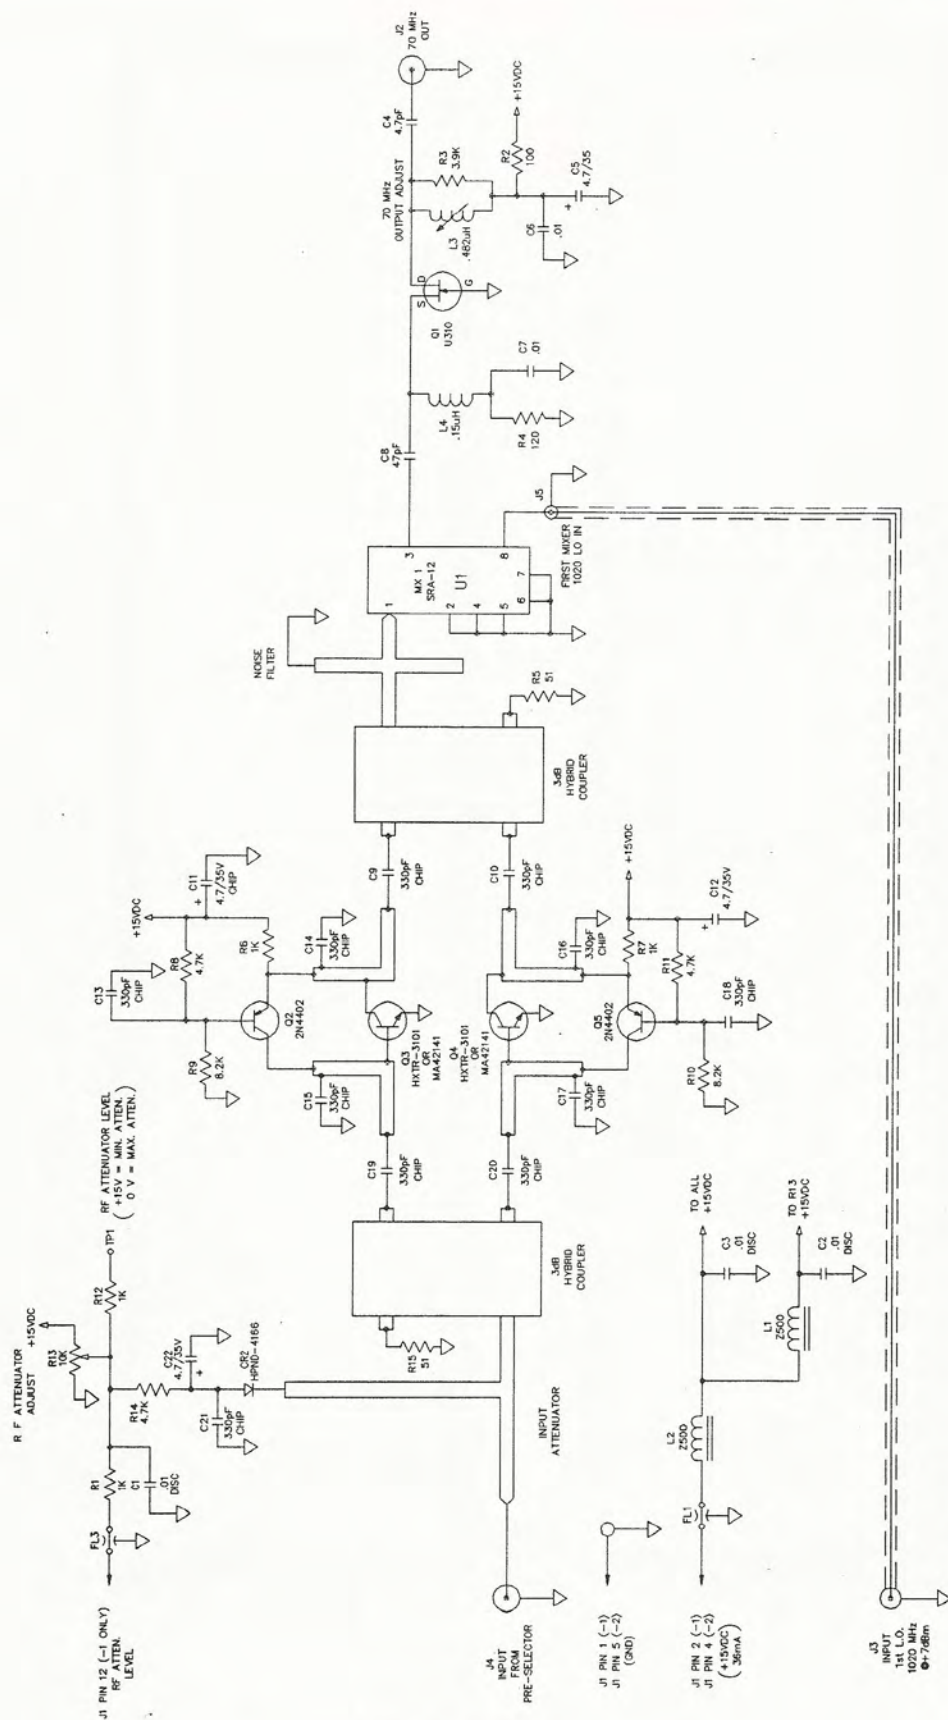 J1 PIN 12 (-1 ONLY)
RF ATTEN.
LEVEL
FL3
R1
1K
C1
.01
DISC
R F ATTENUATOR
ADJUST
+15VDC
R13
10K
R12
1K
TP1
RF ATTENUATOR LEVEL
( +15V = MIN. ATTEN.
0 V = MAX. ATTEN. )
R14
4.7K
C22
4.7/35V
+
C21
330pF
CHIP
CR2
HPND-4166
INPUT
ATTENUATOR
J4
INPUT
FROM
PRE-SELECTOR
R15
51
3dB
HYBRID
COUPLER
C19
330pF
CHIP
C20
330pF
CHIP
C15
330pF
CHIP
C17
330pF
CHIP
R9
8.2K
C13
330pF
CHIP
R8
4.7K
+15VDC
C11
4.7/35V
CHIP
+
R6
1K
Q2
2N4402
C14
330pF
CHIP
Q3
HXTR-3101
OR
MA42141
Q4
HXTR-3101
OR
MA42141
Q5
2N4402
C16
330pF
CHIP
R7
1K
+15VDC
R11
4.7K
C12
4.7/35V
+
C18
330pF
CHIP
R10
8.2K
C9
330pF
CHIP
C10
330pF
CHIP
3dB
HYBRID
COUPLER
R5
51
NOISE
FILTER
MX 1
SRA-12
U1
1
2
4
5
6
7
3
8
FIRST MIXER
1020 LO IN
J5
C8
47pF
L4
.15uH
R4
120
C7
.01
Q1
U310
S
D
G
70 MHz
OUTPUT ADJUST
L3
.482uH
R3
3.9K
C4
4.7pF
J2
70 MHz
OUT
R2
100
+15VDC
C6
.01
C5
4.7/35
+
J1 PIN 1 (-1)
J1 PIN 5 (-2)
(GND)
J1 PIN 2 (-1)
J1 PIN 4 (-2)
( +15VDC
36mA )
FL1
L2
Z500
L1
Z500
TO ALL
+15VDC
C3
.01
DISC
TO R13
+15VDC
C2
.01
DISC
J3
INPUT
1st L.O.
1020 MHz
@+7dBm